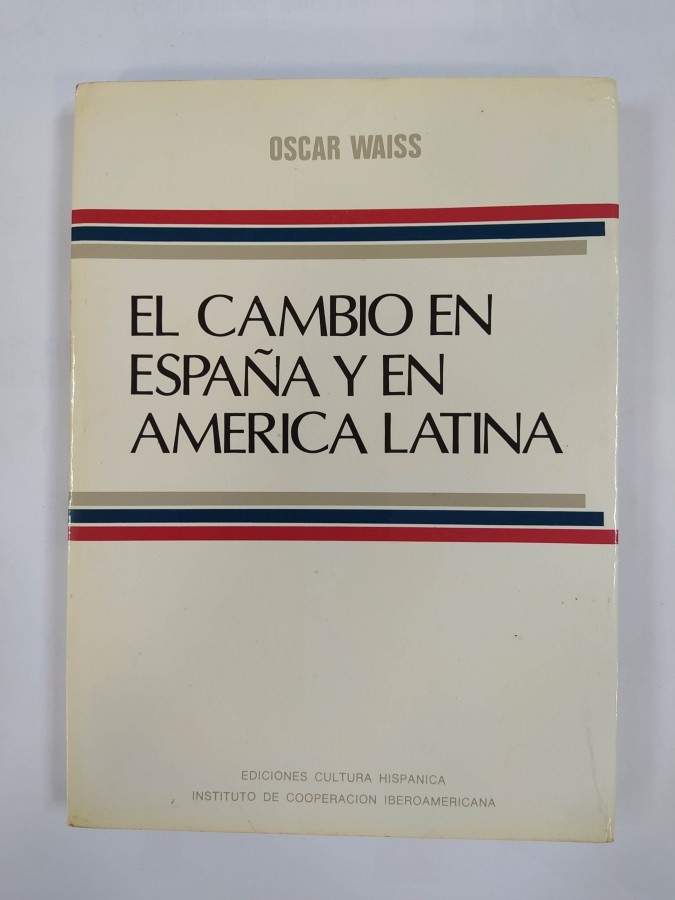 OSCAR WAISS
EL CAMBIO EN
ESPAÑA Y EN
AMERICA LATINA
EDICIONES CULTURA HISPANICA
INSTITUTO DE COOPERACION IBEROAMERICANA